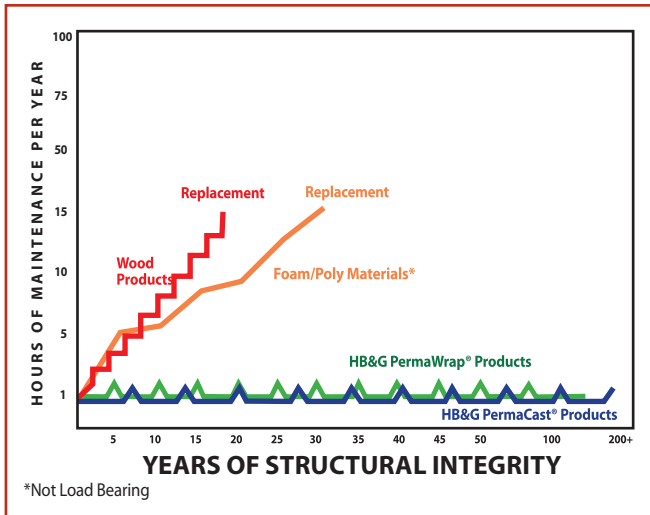 HOURS OF MAINTENANCE PER YEAR
100
75
50
15
10
5
1
Replacement
Replacement
Wood
Products
Foam/Poly Materials*
HB&G PermaWrap® Products
HB&G PermaCast® Products
5 10 15 20 25 30 35 40 45 50 100 200+
YEARS OF STRUCTURAL INTEGRITY
*Not Load Bearing